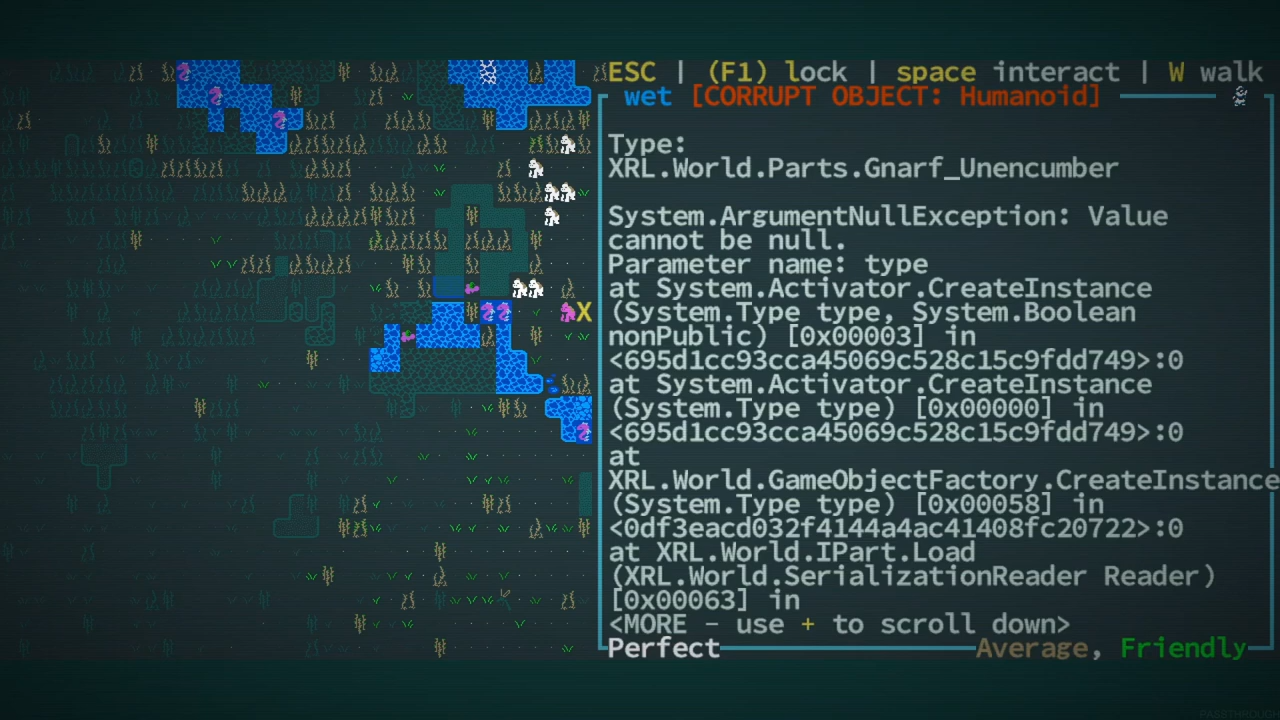 ESC | (F1) lock | space interact | W walk
wet [CORRUPT OBJECT: Humanoid]
Type:
XRL.World.Parts.Gnarf_Unencumber
System.ArgumentNullException: Value
cannot be null.
Parameter name: type
at System.Activator.CreateInstance
(System.Type type, System.Boolean
nonPublic) [0x00003] in
<695d1cc93cca45069c528c15c9fdd749>:0
at System.Activator.CreateInstance
(System.Type type) [0x00000] in
<695d1cc93cca45069c528c15c9fdd749>:0
at
XRL.World.GameObjectFactory.CreateInstance
(System.Type type) [0x00058] in
<0df3eacd032f4144a4ac41408fc20722>:0
at XRL.World.IPart.Load
(XRL.World.SerializationReader Reader)
[0x00063] in
<MORE - use + to scroll down>
Perfect
Average, Friendly
X